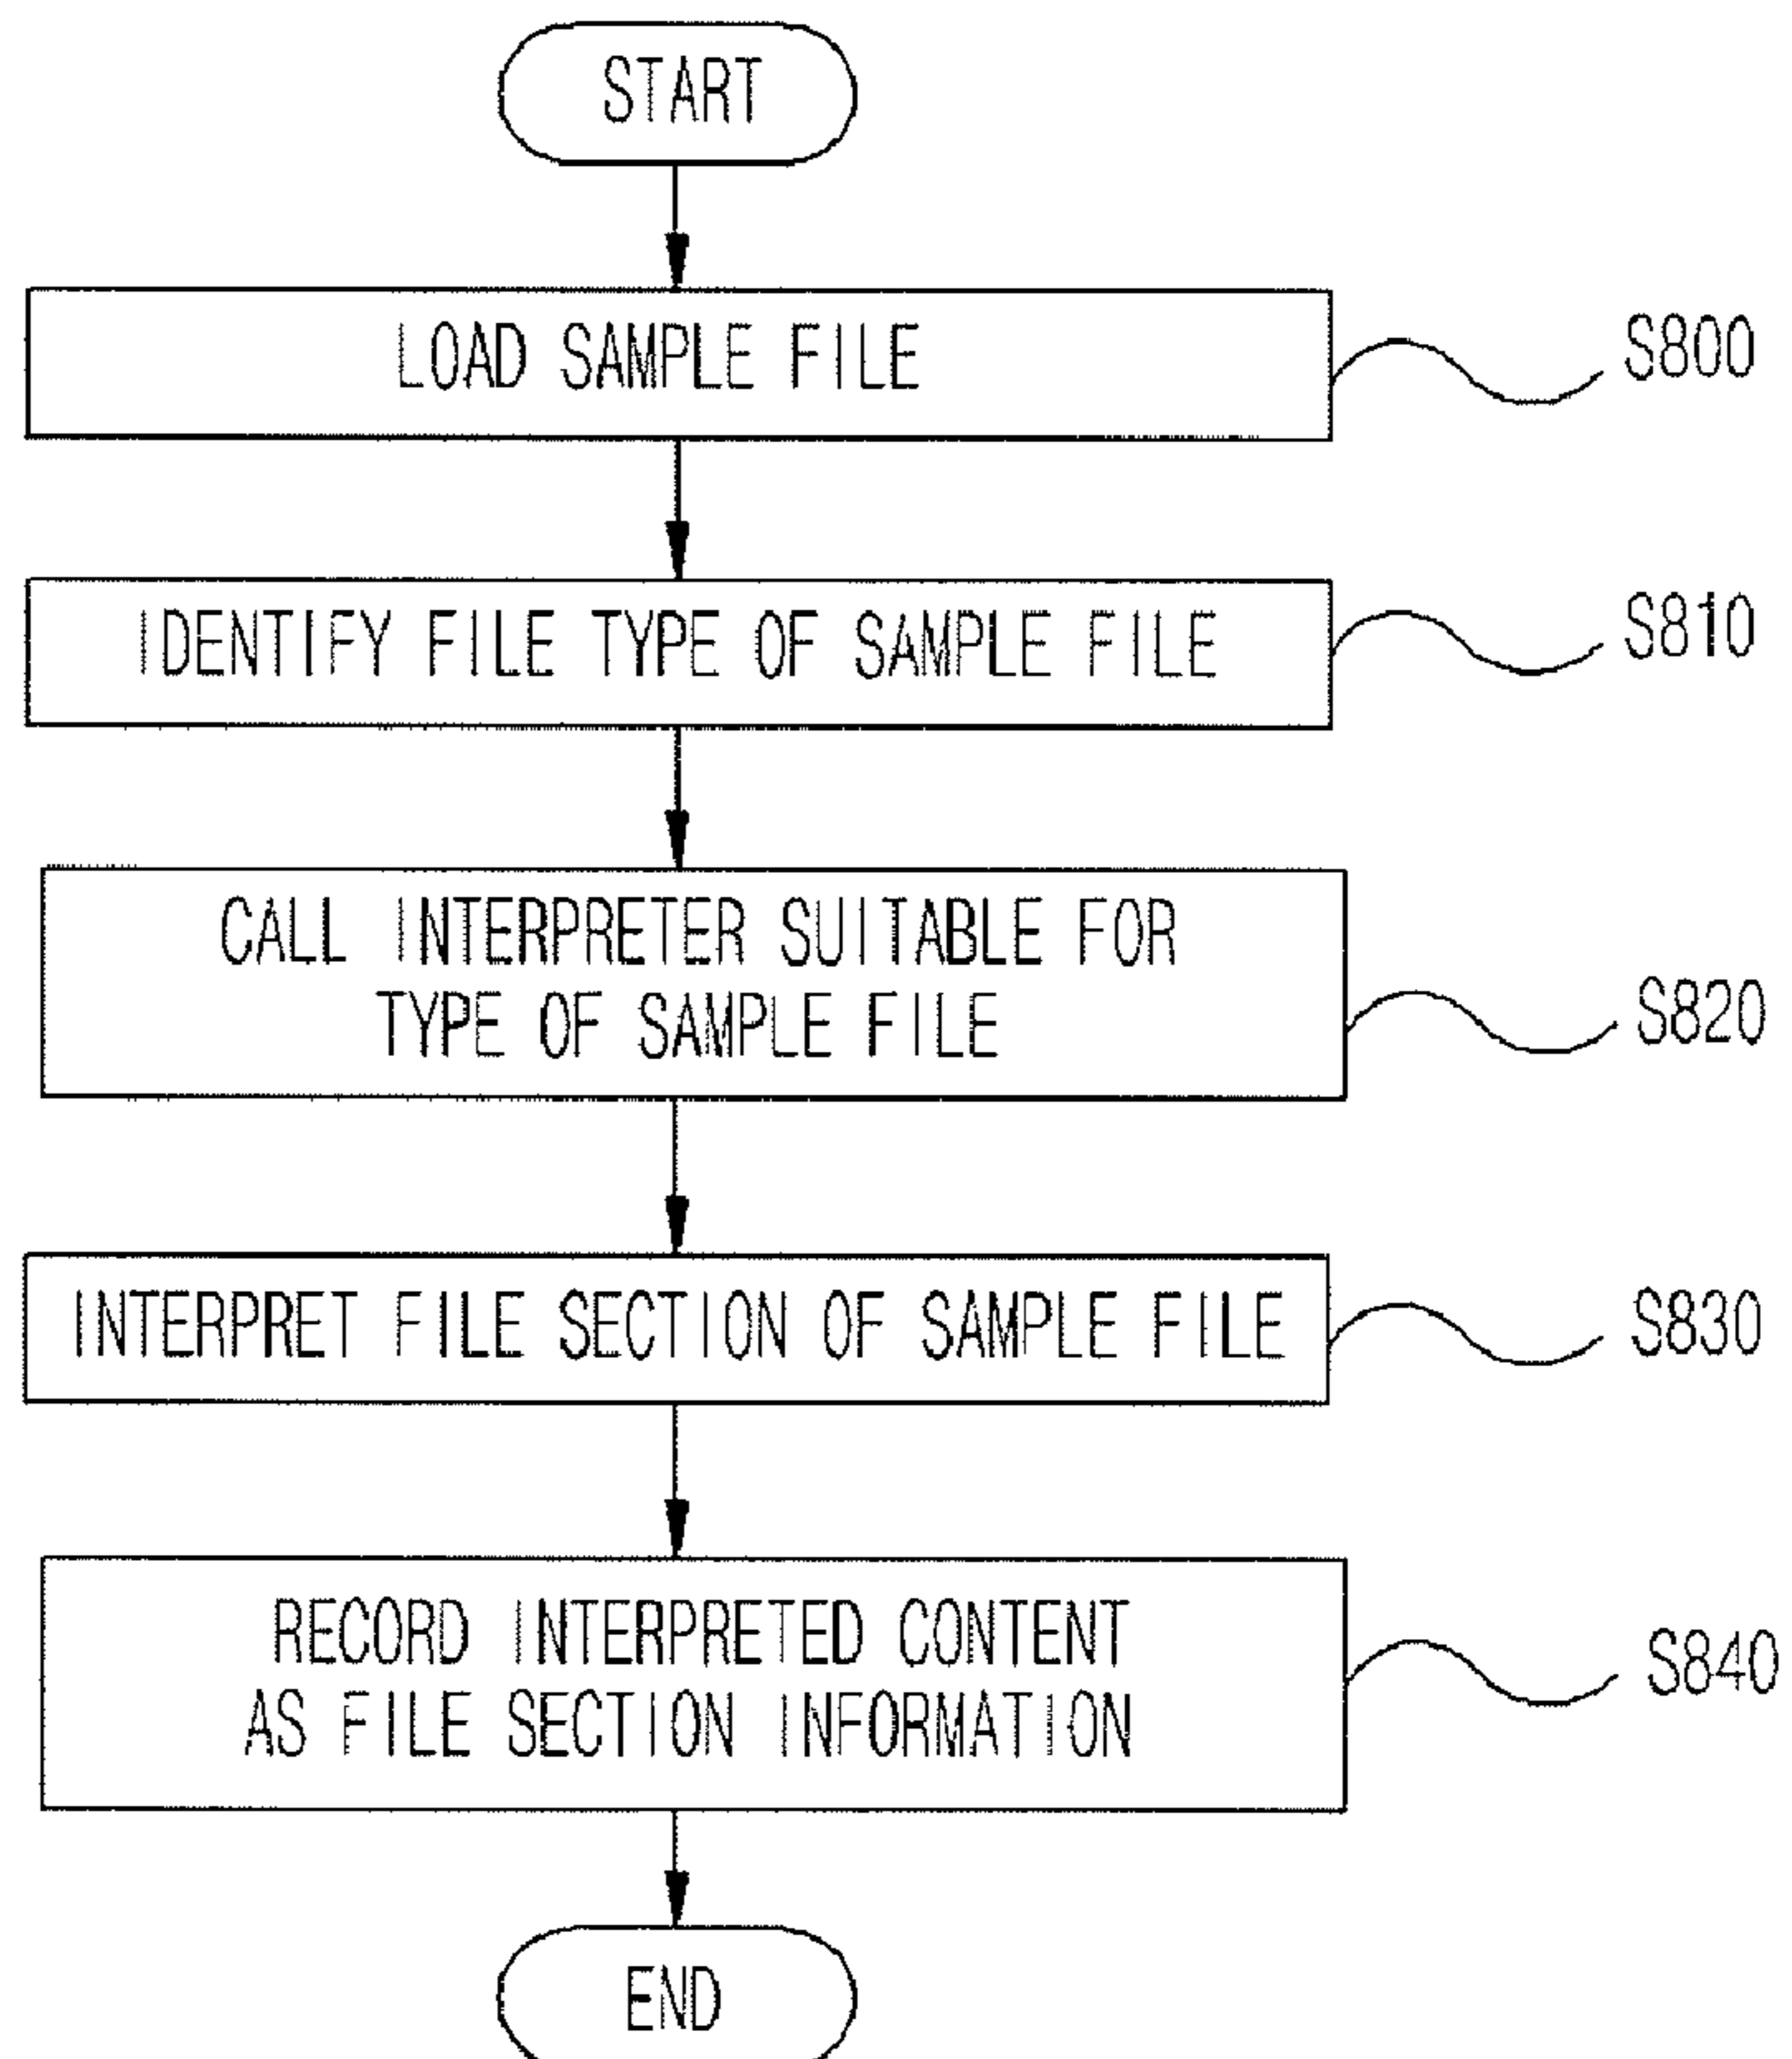 START
LOAD SAMPLE FILE
S800
IDENTIFY FILE TYPE OF SAMPLE FILE
S810
CALL INTERPRETER SUITABLE FOR
TYPE OF SAMPLE FILE
S820
INTERPRET FILE SECTION OF SAMPLE FILE
S830
RECORD INTERPRETED CONTENT
AS FILE SECTION INFORMATION
S840
END